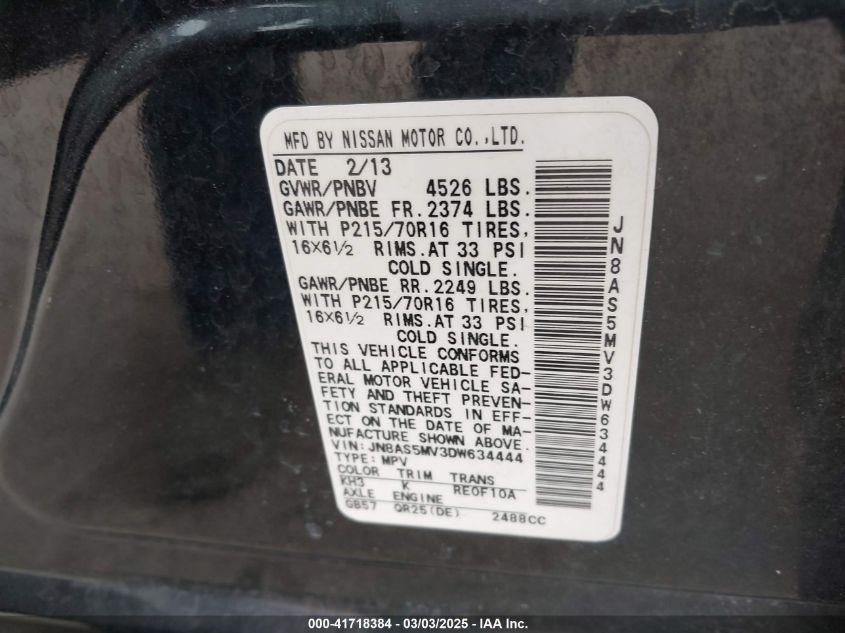 MFD BY NISSAN MOTOR CO.,LTD.
DATE 2/13
GVWR/PNBV 4526 LBS.
GAWR/PNBE FR. 2374 LBS.
WITH P215/70R16 TIRES,
16×6½ RIMS.AT 33 PSI
COLD SINGLE.
GAWR/PNBE RR. 2249 LBS.
WITH P215/70R16 TIRES,
16×6½ RIMS.AT 33 PSI
COLD SINGLE.
THIS VEHICLE CONFORMS
TO ALL APPLICABLE FED-
ERAL MOTOR VEHICLE SA-
FETY AND THEFT PREVEN-
TION STANDARDS IN EFF-
ECT ON THE DATE OF MA-
NUFACTURE SHOWN ABOVE.
VIN: JN8AS5MV3DW634444
TYPE: MPV
COLOR TRIM TRANS
KH3 K RE0F10A
AXLE ENGINE
GB57 QR25(DE) 2488CC
JN8AS5MV3DW634444
000-41718384 - 03/03/2025 - IAA Inc.